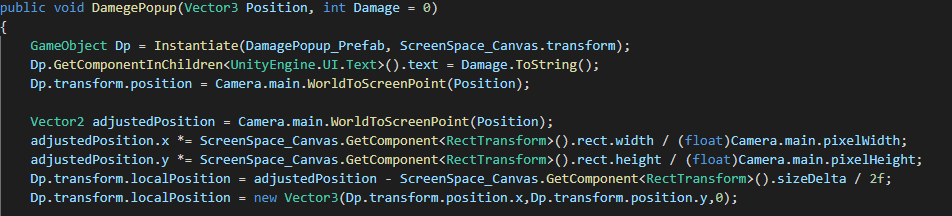 public void DamegePopup(Vector3 Position, int Damage = 0)
{
GameObject Dp = Instantiate(DamagePopup_Prefab, ScreenSpace_Canvas.transform);
Dp.GetComponentInChildren<UnityEngine.UI.Text>().text = Damage.ToString();
Dp.transform.position = Camera.main.WorldToScreenPoint(Position);
Vector2 adjustedPosition = Camera.main.WorldToScreenPoint(Position);
adjustedPosition.x *= ScreenSpace_Canvas.GetComponent<RectTransform>().rect.width / (float)Camera.main.pixelWidth;
adjustedPosition.y *= ScreenSpace_Canvas.GetComponent<RectTransform>().rect.height / (float)Camera.main.pixelHeight;
Dp.transform.localPosition = adjustedPosition - ScreenSpace_Canvas.GetComponent<RectTransform>().sizeDelta / 2f;
Dp.transform.localPosition = new Vector3(Dp.transform.position.x,Dp.transform.position.y,0);